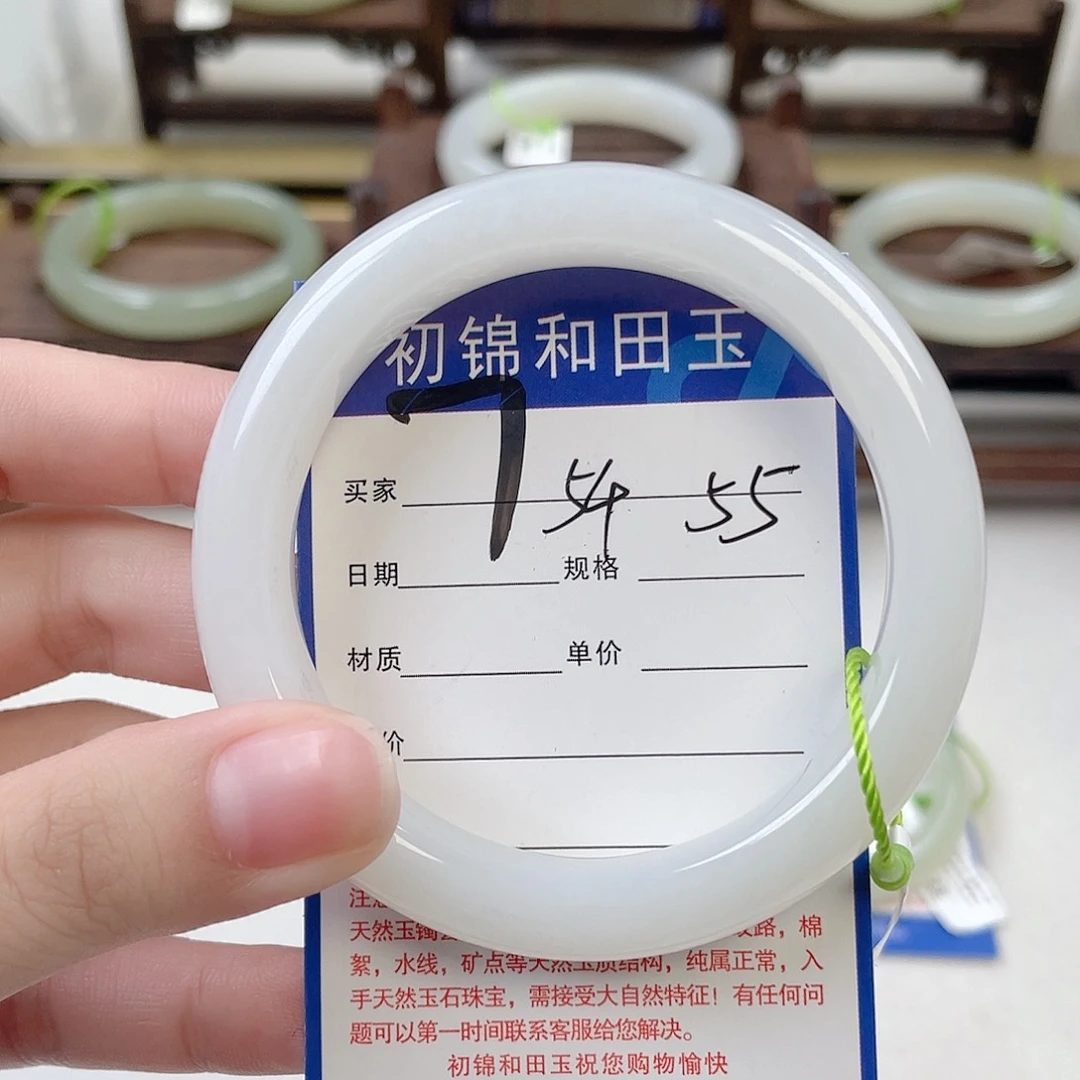 初锦和田玉
7 54 55
买家
日期 规格
材质 单价
价
注意
天然玉镯 纹路，棉
絮，水线，矿点等天然玉质结构，纯属正常，入
手天然玉石珠宝，需接受大自然特征！有任何问
题可以第一时间联系客服给您解决。
初锦和田玉祝您购物愉快